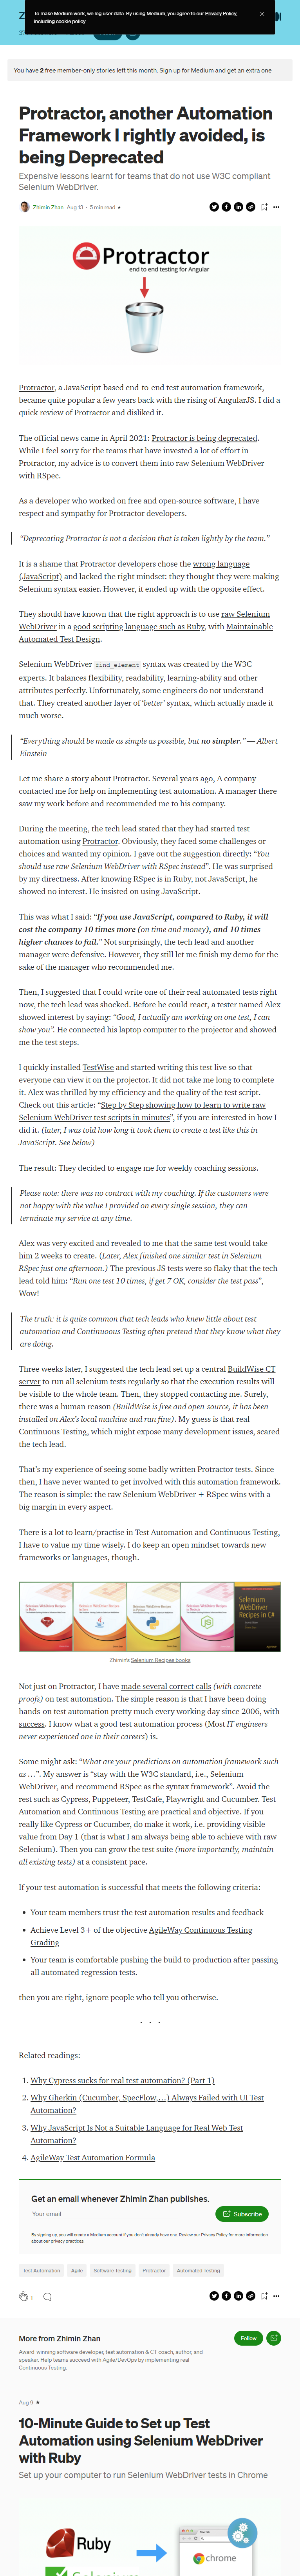 To make Medium work, we log user data. By using Medium, you agree to our Privacy Policy,
including cookie policy.
You have 2 free member-only stories left this month. Sign up for Medium and get an extra one
Protractor, another Automation
Framework I rightly avoided, is
being Deprecated
Expensive lessons learnt for teams that do not use W3C compliant
Selenium WebDriver.
Zhimin Zhan Aug 13 · 5 min read
Protractor
end to end testing for Angular
Protractor, a JavaScript-based end-to-end test automation framework,
became quite popular a few years back with the rising of AngularJS. I did a
quick review of Protractor and disliked it.
The official news came in April 2021: Protractor is being deprecated.
While I feel sorry for the teams that have invested a lot of effort in
Protractor, my advice is to convert them into raw Selenium WebDriver
with RSpec.
As a developer who worked on free and open-source software, I have
respect and sympathy for Protractor developers.
“Deprecating Protractor is not a decision that is taken lightly by the team.”
It is a shame that Protractor developers chose the wrong language
(JavaScript) and lacked the right mindset: they thought they were making
Selenium syntax easier. However, it ended up with the opposite effect.
They should have known that the right approach is to use raw Selenium
WebDriver in a good scripting language such as Ruby, with Maintainable
Automated Test Design.
Selenium WebDriver find_element syntax was created by the W3C
experts. It balances flexibility, readability, learning-ability and other
attributes perfectly. Unfortunately, some engineers do not understand
that. They created another layer of ‘better’ syntax, which actually made it
much worse.
“Everything should be made as simple as possible, but no simpler.” — Albert
Einstein
Let me share a story about Protractor. Several years ago, A company
contacted me for help on implementing test automation. A manager there
saw my work before and recommended me to his company.
During the meeting, the tech lead stated that they had started test
automation using Protractor. Obviously, they faced some challenges or
choices and wanted my opinion. I gave out the suggestion directly: “You
should use raw Selenium WebDriver with RSpec instead”. He was surprised
by my directness. After knowing RSpec is in Ruby, not JavaScript, he
showed no interest. He insisted on using JavaScript.
This was what I said: “If you use JavaScript, compared to Ruby, it will
cost the company 10 times more (on time and money), and 10 times
higher chances to fail.” Not surprisingly, the tech lead and another
manager were defensive. However, they still let me finish my demo for the
sake of the manager who recommended me.
Then, I suggested that I could write one of their real automated tests right
now, the tech lead was shocked. Before he could react, a tester named Alex
showed interest by saying: “Good, I actually am working on one test, I can
show you”. He connected his laptop computer to the projector and showed
me the test steps.
I quickly installed TestWise and started writing this test live so that
everyone can view it on the projector. It did not take me long to complete
it. Alex was thrilled by my efficiency and the quality of the test script.
Check out this article: “Step by Step showing how to learn to write raw
Selenium WebDriver test scripts in minutes”, if you are interested in how I
did it. (later, I was told how long it took them to create a test like this in
JavaScript. See below)
The result: They decided to engage me for weekly coaching sessions.
Please note: there was no contract with my coaching. If the customers were
not happy with the value I provided on every single session, they can
terminate my service at any time.
Alex was very excited and revealed to me that the same test would take
him 2 weeks to create. (Later, Alex finished one similar test in Selenium
RSpec just one afternoon.) The previous JS tests were so flaky that the tech
lead told him: “Run one test 10 times, if get 7 OK, consider the test pass”,
Wow!
The truth: it is quite common that tech leads who knew little about test
automation and Continuous Testing often pretend that they know what they
are doing.
Three weeks later, I suggested the tech lead set up a central BuildWise CT
server to run all selenium tests regularly so that the execution results will
be visible to the whole team. Then, they stopped contacting me. Surely,
there was a human reason (BuildWise is free and open-source, it has been
installed on Alex’s local machine and ran fine). My guess is that real
Continuous Testing, which might expose many development issues, scared
the tech lead.
That’s my experience of seeing some badly written Protractor tests. Since
then, I have never wanted to get involved with this automation framework.
The reason is simple: the raw Selenium WebDriver + RSpec wins with a
big margin in every aspect.
There is a lot to learn/practise in Test Automation and Continuous Testing,
I have to value my time wisely. I do keep an open mindset towards new
frameworks or languages, though.
Selenium
WebDriver
Recipes in C#
Zhimin’s Selenium Recipes books
Not just on Protractor, I have made several correct calls (with concrete
proofs) on test automation. The simple reason is that I have been doing
hands-on test automation pretty much every working day since 2006, with
success. I know what a good test automation process (Most IT engineers
never experienced one in their careers) is.
Some might ask: “What are your predictions on automation framework such
as …”. My answer is “stay with the W3C standard, i.e., Selenium
WebDriver, and recommend RSpec as the syntax framework”. Avoid the
rest such as Cypress, Puppeteer, TestCafe, Playwright and Cucumber. Test
Automation and Continuous Testing are practical and objective. If you
really like Cypress or Cucumber, do make it work, i.e. providing visible
value from Day 1 (that is what I am always being able to achieve with raw
Selenium). Then you can grow the test suite (more importantly, maintain
all existing tests) at a consistent pace.
If your test automation is successful that meets the following criteria:
• Your team members trust the test automation results and feedback
• Achieve Level 3+ of the objective AgileWay Continuous Testing
Grading
• Your team is comfortable pushing the build to production after passing
all automated regression tests.
then you are right, ignore people who tell you otherwise.
. . .
Related readings:
1. Why Cypress sucks for real test automation? (Part 1)
2. Why Gherkin (Cucumber, SpecFlow,…) Always Failed with UI Test
Automation?
3. Why JavaScript Is Not a Suitable Language for Real Web Test
Automation?
4. AgileWay Test Automation Formula
Get an email whenever Zhimin Zhan publishes.
Your email
Subscribe
By signing up, you will create a Medium account if you don’t already have one. Review our Privacy Policy for more information
about our privacy practices.
Test Automation
Agile
Software Testing
Protractor
Automated Testing
1
More from Zhimin Zhan
Follow
Award-winning software developer, test automation & CT coach, author, and
speaker. Help teams succeed with Agile/DevOps by implementing real
Continuous Testing.
Aug 9
10-Minute Guide to Set up Test
Automation using Selenium WebDriver
with Ruby
Set up your computer to run Selenium WebDriver tests in Chrome
Ruby
chrome
Selenium